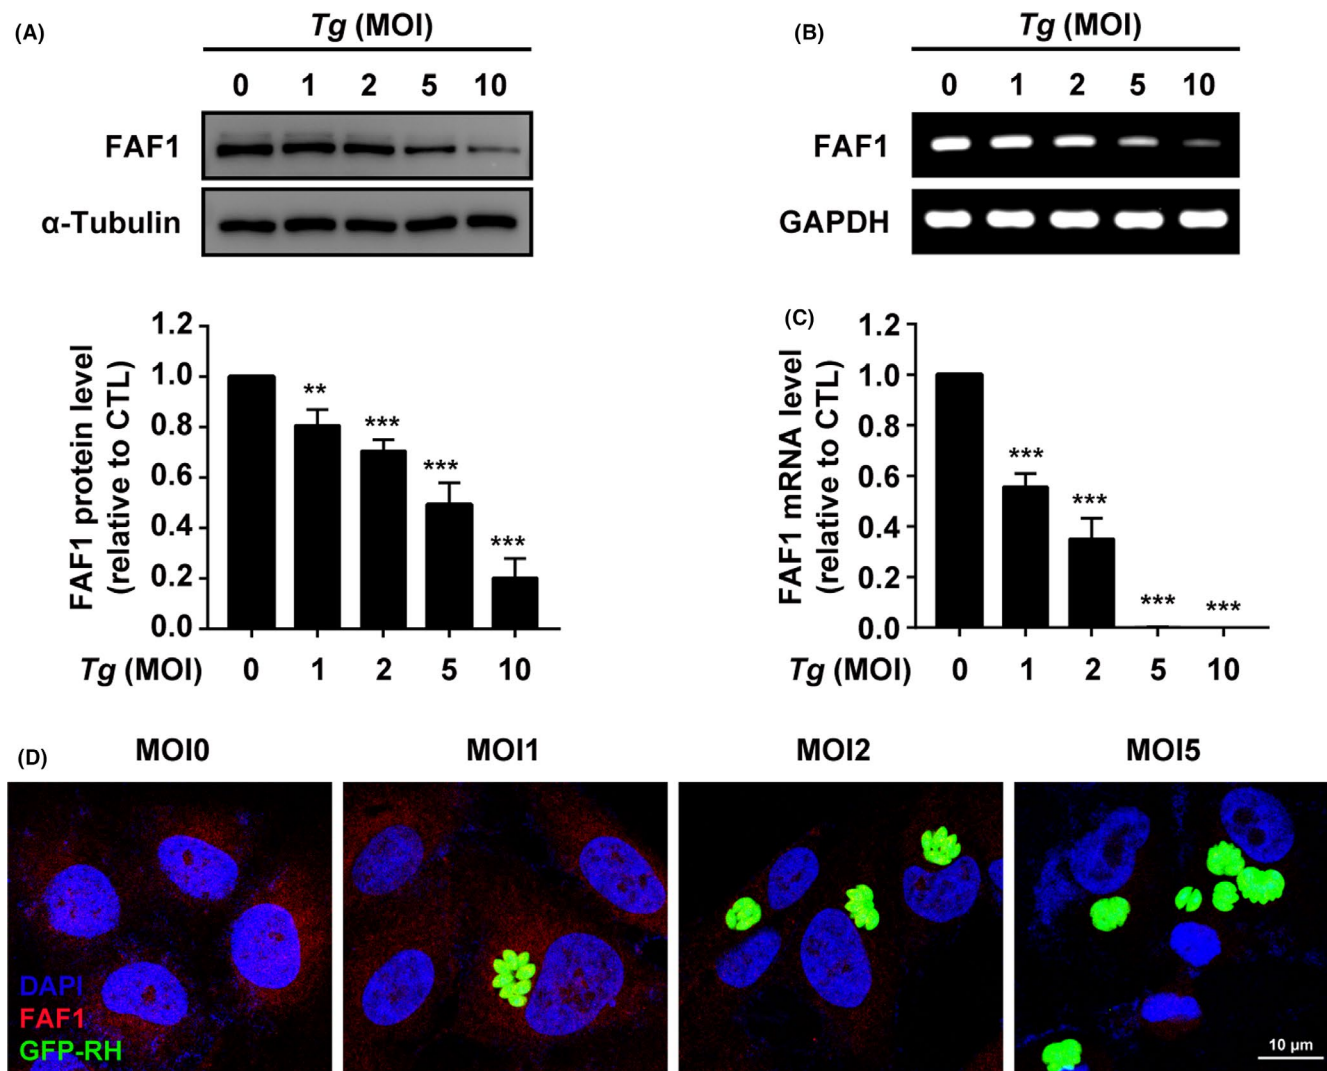 (A)
Tg (MOI)
0 1 2 5 10
FAF1
α-Tubulin
1.2
1.0
0.8
0.6
0.4
0.2
0.0
FAF1 protein level
(relative to CTL)
**
***
***
***
Tg (MOI) 0 1 2 5 10
(B)
Tg (MOI)
0 1 2 5 10
FAF1
GAPDH
(C)
1.2
1.0
0.8
0.6
0.4
0.2
0.0
FAF1 mRNA level
(relative to CTL)
***
***
***
***
Tg (MOI) 0 1 2 5 10
(D)
MOI0 MOI1 MOI2 MOI5
DAPI
FAF1
GFP-RH
10 μm